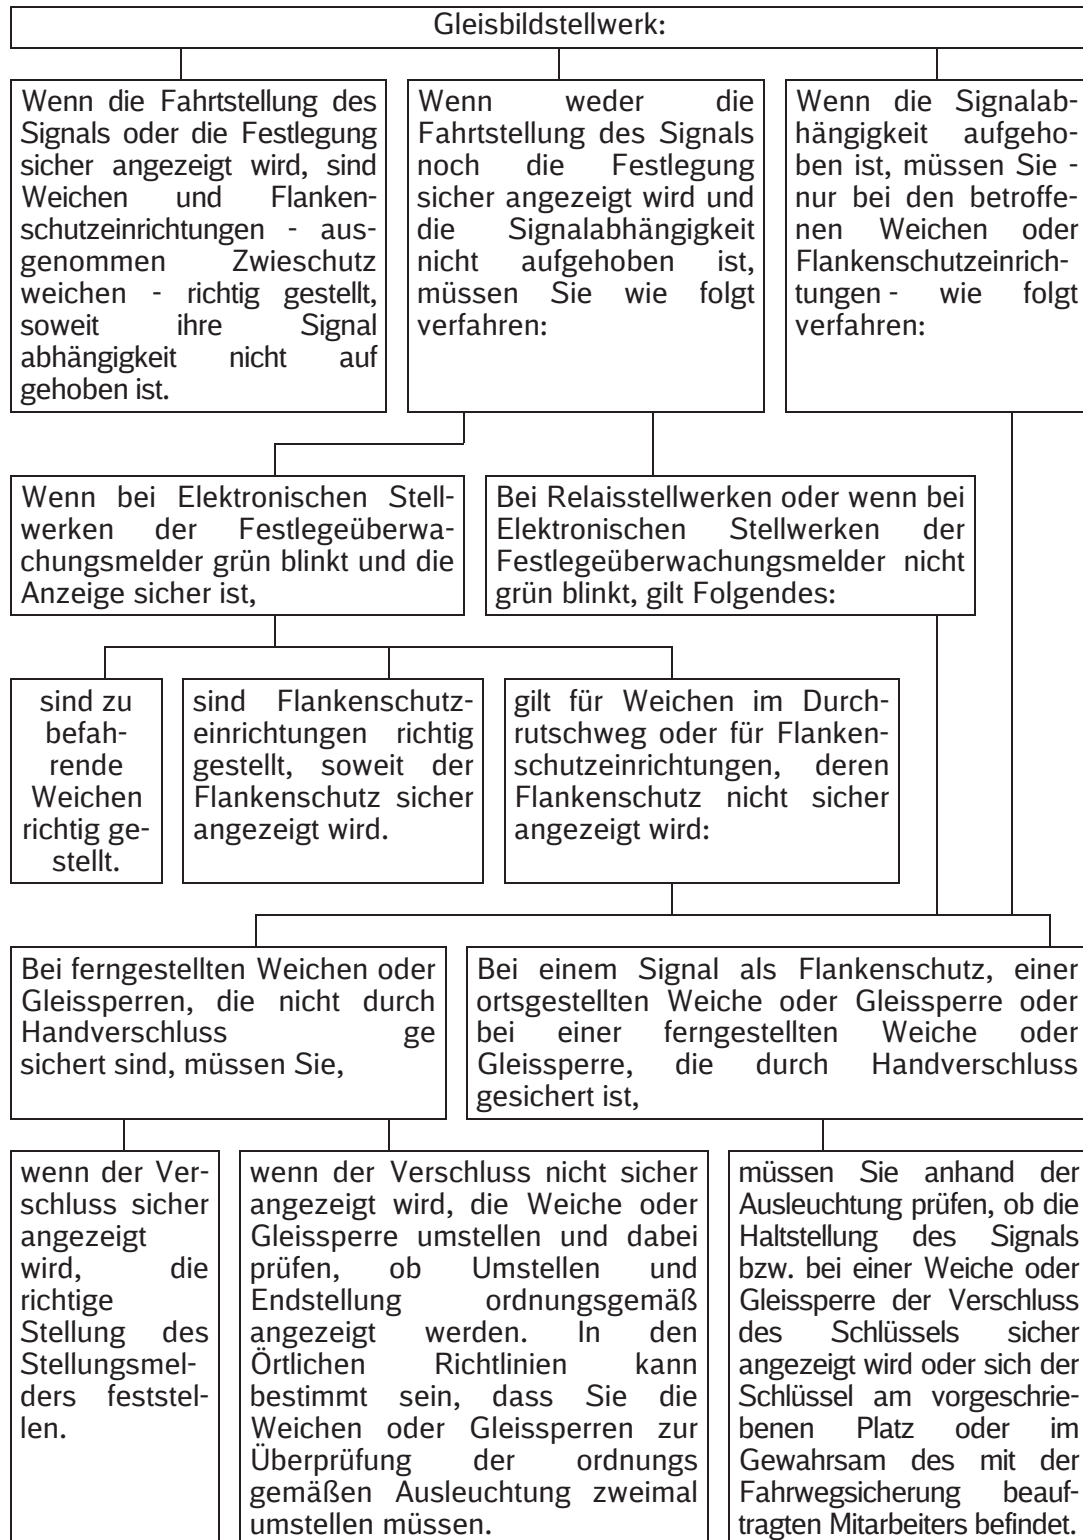 Gleisbildstellwerk:
Wenn die Fahrtstellung des
Signals oder die Festlegung
sicher angezeigt wird, sind
Weichen und Flanken-
schutzeinrichtungen - aus-
genommen Zwieschutz
weichen - richtig gestellt,
soweit ihre Signal
abhängigkeit nicht auf
gehoben ist.
Wenn weder die
Fahrtstellung des Signals
noch die Festlegung
sicher angezeigt wird und
die Signalabhängigkeit
nicht aufgehoben ist,
müssen Sie wie folgt
verfahren:
Wenn die Signalab-
hängigkeit aufgeho-
ben ist, müssen Sie -
nur bei den betroffe-
nen Weichen oder
Flankenschutzeinrich-
tungen - wie folgt
verfahren:
Wenn bei Elektronischen Stell-
werken der Festlegeüberwa-
chungsmelder grün blinkt und die
Anzeige sicher ist,
Bei Relaisstellwerken oder wenn bei
Elektronischen Stellwerken der
Festlegeüberwachungsmelder nicht
grün blinkt, gilt Folgendes:
sind zu
befah-
rende
Weichen
richtig ge-
stellt.
sind Flankenschutz-
einrichtungen richtig
gestellt, soweit der
Flankenschutz sicher
angezeigt wird.
gilt für Weichen im Durch-
rutschweg oder für Flanken-
schutzeinrichtungen, deren
Flankenschutz nicht sicher
angezeigt wird:
Bei ferngestellten Weichen oder
Gleissperren, die nicht durch
Handverschluss ge
sichert sind, müssen Sie,
Bei einem Signal als Flankenschutz, einer
ortsgestellten Weiche oder Gleissperre oder
bei einer ferngestellten Weiche oder
Gleissperre, die durch Handverschluss
gesichert ist,
wenn der Ver-
schluss sicher
angezeigt
wird, die
richtige
Stellung des
Stellungsmel-
ders feststel-
len.
wenn der Verschluss nicht sicher
angezeigt wird, die Weiche oder
Gleissperre umstellen und dabei
prüfen, ob Umstellen und
Endstellung ordnungsgemäß
angezeigt werden. In den
Örtlichen Richtlinien kann
bestimmt sein, dass Sie die
Weichen oder Gleissperren zur
Überprüfung der ordnungs
gemäßen Ausleuchtung zweimal
umstellen müssen.
müssen Sie anhand der
Ausleuchtung prüfen, ob die
Haltstellung des Signals
bzw. bei einer Weiche oder
Gleissperre der Verschluss
des Schlüssels sicher
angezeigt wird oder sich der
Schlüssel am vorgeschrie-
benen Platz oder im
Gewahrsam des mit der
Fahrwegsicherung beauf-
tragten Mitarbeiters befindet.